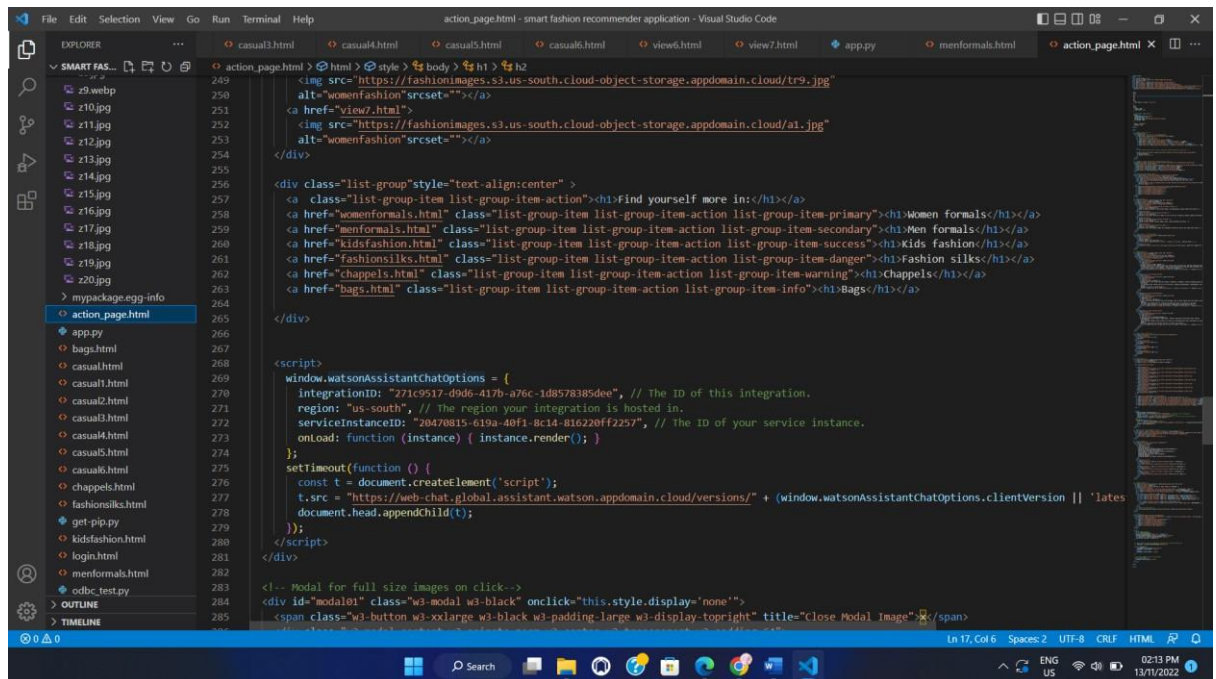 File Edit Selection View Go Run Terminal Help
action_page.html - smart fashion recommender application - Visual Studio Code
EXPLORER ...
casual3.html casual4.html casual5.html casual6.html view6.html view7.html app.py menformals.html action_page.html
SMART FAS...
action_page.html > html > style > body > h1 > h2
z9.webp
z10.jpg
z11.jpg
z12.jpg
z13.jpg
z14.jpg
z15.jpg
z16.jpg
z17.jpg
z18.jpg
z19.jpg
z20.jpg
mypackage.egg-info
action_page.html
app.py
bags.html
casual.html
casual1.html
casual2.html
casual3.html
casual4.html
casual5.html
casual6.html
chappels.html
fashionsilks.html
get-pip.py
kidsfashion.html
login.html
menformals.html
odbc_test.py
OUTLINE
TIMELINE
249 <img src="https://fashionimages.s3.us-south.cloud-object-storage.appdomain.cloud/tr9.jpg"
250 alt="womenfashion"srcset=""></a>
251 <a href="view7.html">
252 <img src="https://fashionimages.s3.us-south.cloud-object-storage.appdomain.cloud/a1.jpg"
253 alt="womenfashion"srcset=""></a>
254 </div>
255
256 <div class="list-group"style="text-align:center" >
257 <a  class="list-group-item list-group-item-action"><h1>Find yourself more in:</h1></a>
258 <a href="womenformals.html" class="list-group-item list-group-item-action list-group-item-primary"><h1>Women formals</h1></a>
259 <a href="menformals.html" class="list-group-item list-group-item-action list-group-item-secondary"><h1>Men formals</h1></a>
260 <a href="kidsfashion.html" class="list-group-item list-group-item-action list-group-item-success"><h1>Kids fashion</h1></a>
261 <a href="fashionsilks.html" class="list-group-item list-group-item-action list-group-item-danger"><h1>Fashion silks</h1></a>
262 <a href="chappels.html" class="list-group-item list-group-item-action list-group-item-warning"><h1>Chappels</h1></a>
263 <a href="bags.html" class="list-group-item list-group-item-action list-group-item-info"><h1>Bags</h1></a>
264
265 </div>
266
267
268 <script>
269 window.watsonAssistantChatOptions = {
270 integrationID: "271c9517-d9d6-417b-a76c-1d8578385dee", // The ID of this integration.
271 region: "us-south", // The region your integration is hosted in.
272 serviceInstanceID: "20470815-619a-40f1-8c14-816220ff2257", // The ID of your service instance.
273 onLoad: function (instance) { instance.render(); }
274 };
275 setTimeout(function () {
276 const t = document.createElement('script');
277 t.src = "https://web-chat.global.assistant.watson.appdomain.cloud/versions/" + (window.watsonAssistantChatOptions.clientVersion || 'lates
278 document.head.appendChild(t);
279 });
280 </script>
281 </div>
282
283 <!-- Modal for full size images on click-->
284 <div id="modal01" class="w3-modal w3-black" onclick="this.style.display='none'">
285 <span class="w3-button w3-xxlarge w3-black w3-padding-large w3-display-topright" title="Close Modal Image">×</span>
0 0
Ln 17, Col 6 Spaces: 2 UTF-8 CRLF HTML
Search
ENG
US
02:13 PM
13/11/2022
1